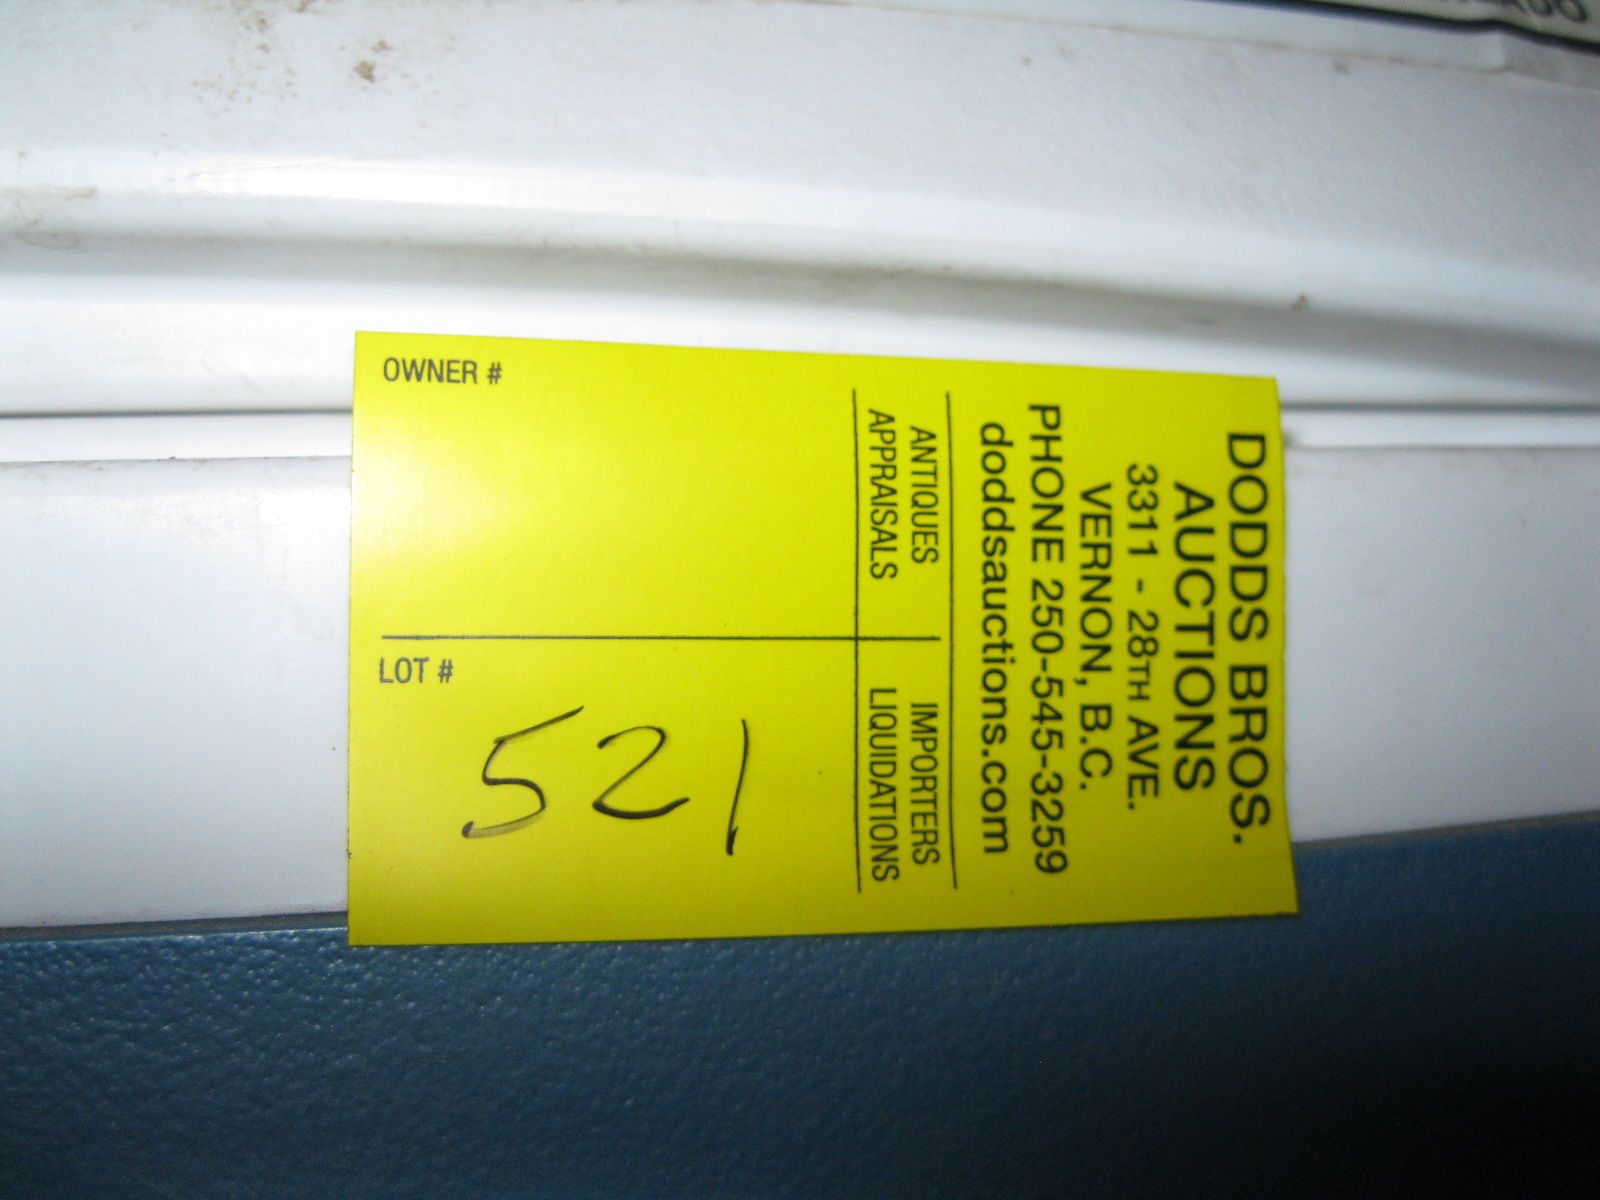 DODDS BROS.
AUCTIONS
3311 - 28TH AVE.
VERNON, B.C.
PHONE 250-545-3259
doddsauctions.com
ANTIQUES
APPRAISALS
IMPORTERS
LIQUIDATIONS
OWNER #
LOT #
521